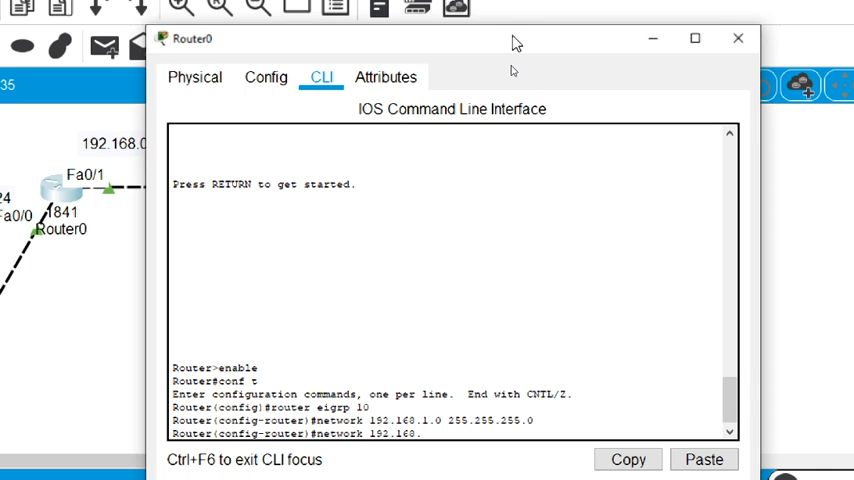 Router0
35
Physical Config CLI Attributes
IOS Command Line Interface
192.168.0
Fa0/1
Press RETURN to get started.
24
Fa0/0
1841
Router0
Router>enable
Router#conf t
Enter configuration commands, one per line. End with CNTL/Z.
Router(config)#router eigrp 10
Router(config-router)#network 192.168.1.0 255.255.255.0
Router(config-router)#network 192.168.
Ctrl+F6 to exit CLI focus
Copy
Paste